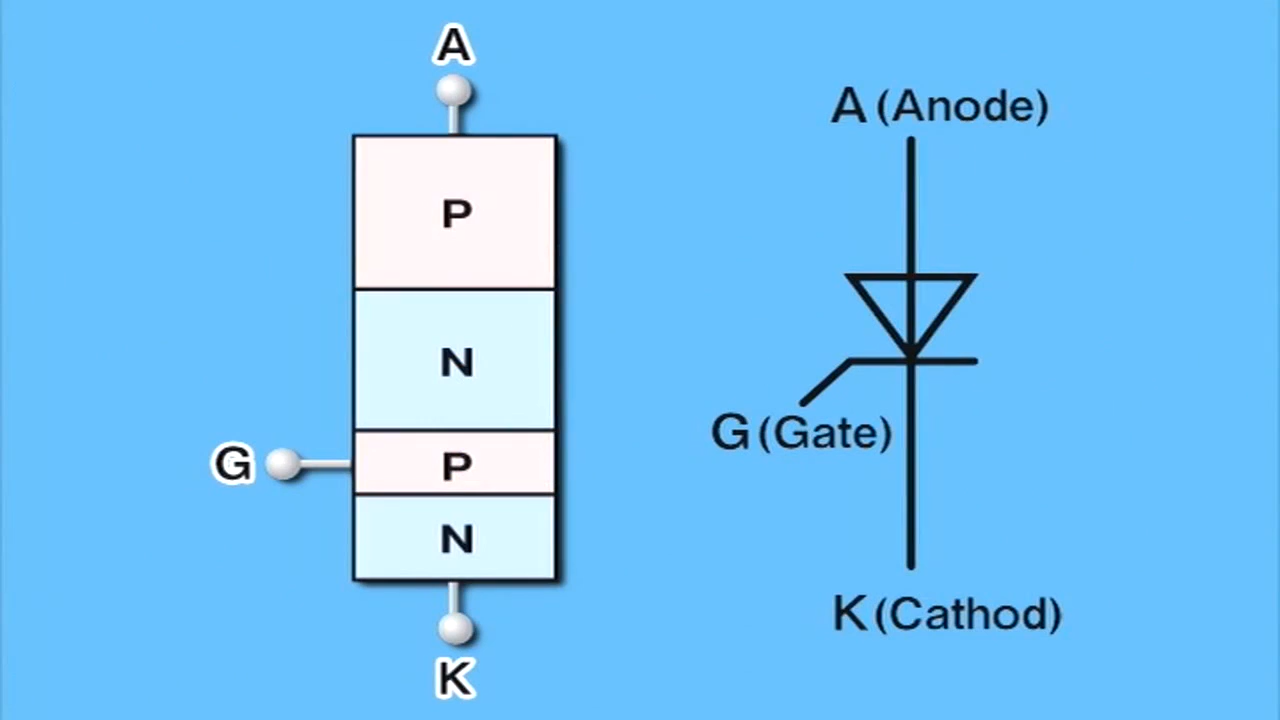 A
P
N
G
P
N
K
A (Anode)
G (Gate)
K (Cathod)